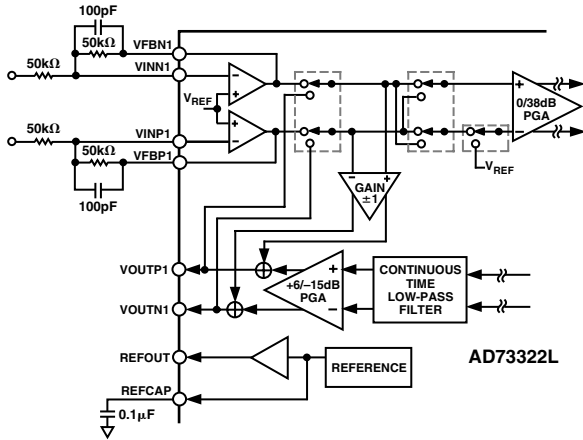 100pF
50kΩ
50kΩ
VFBN1
VINN1
VREF
50kΩ
50kΩ
VINP1
VFBP1
100pF
0/38dB
PGA
VREF
GAIN
±1
VOUTP1
VOUTN1
+6/–15dB
PGA
CONTINUOUS
TIME
LOW-PASS
FILTER
REFOUT
REFCAP
0.1μF
REFERENCE
AD73322L